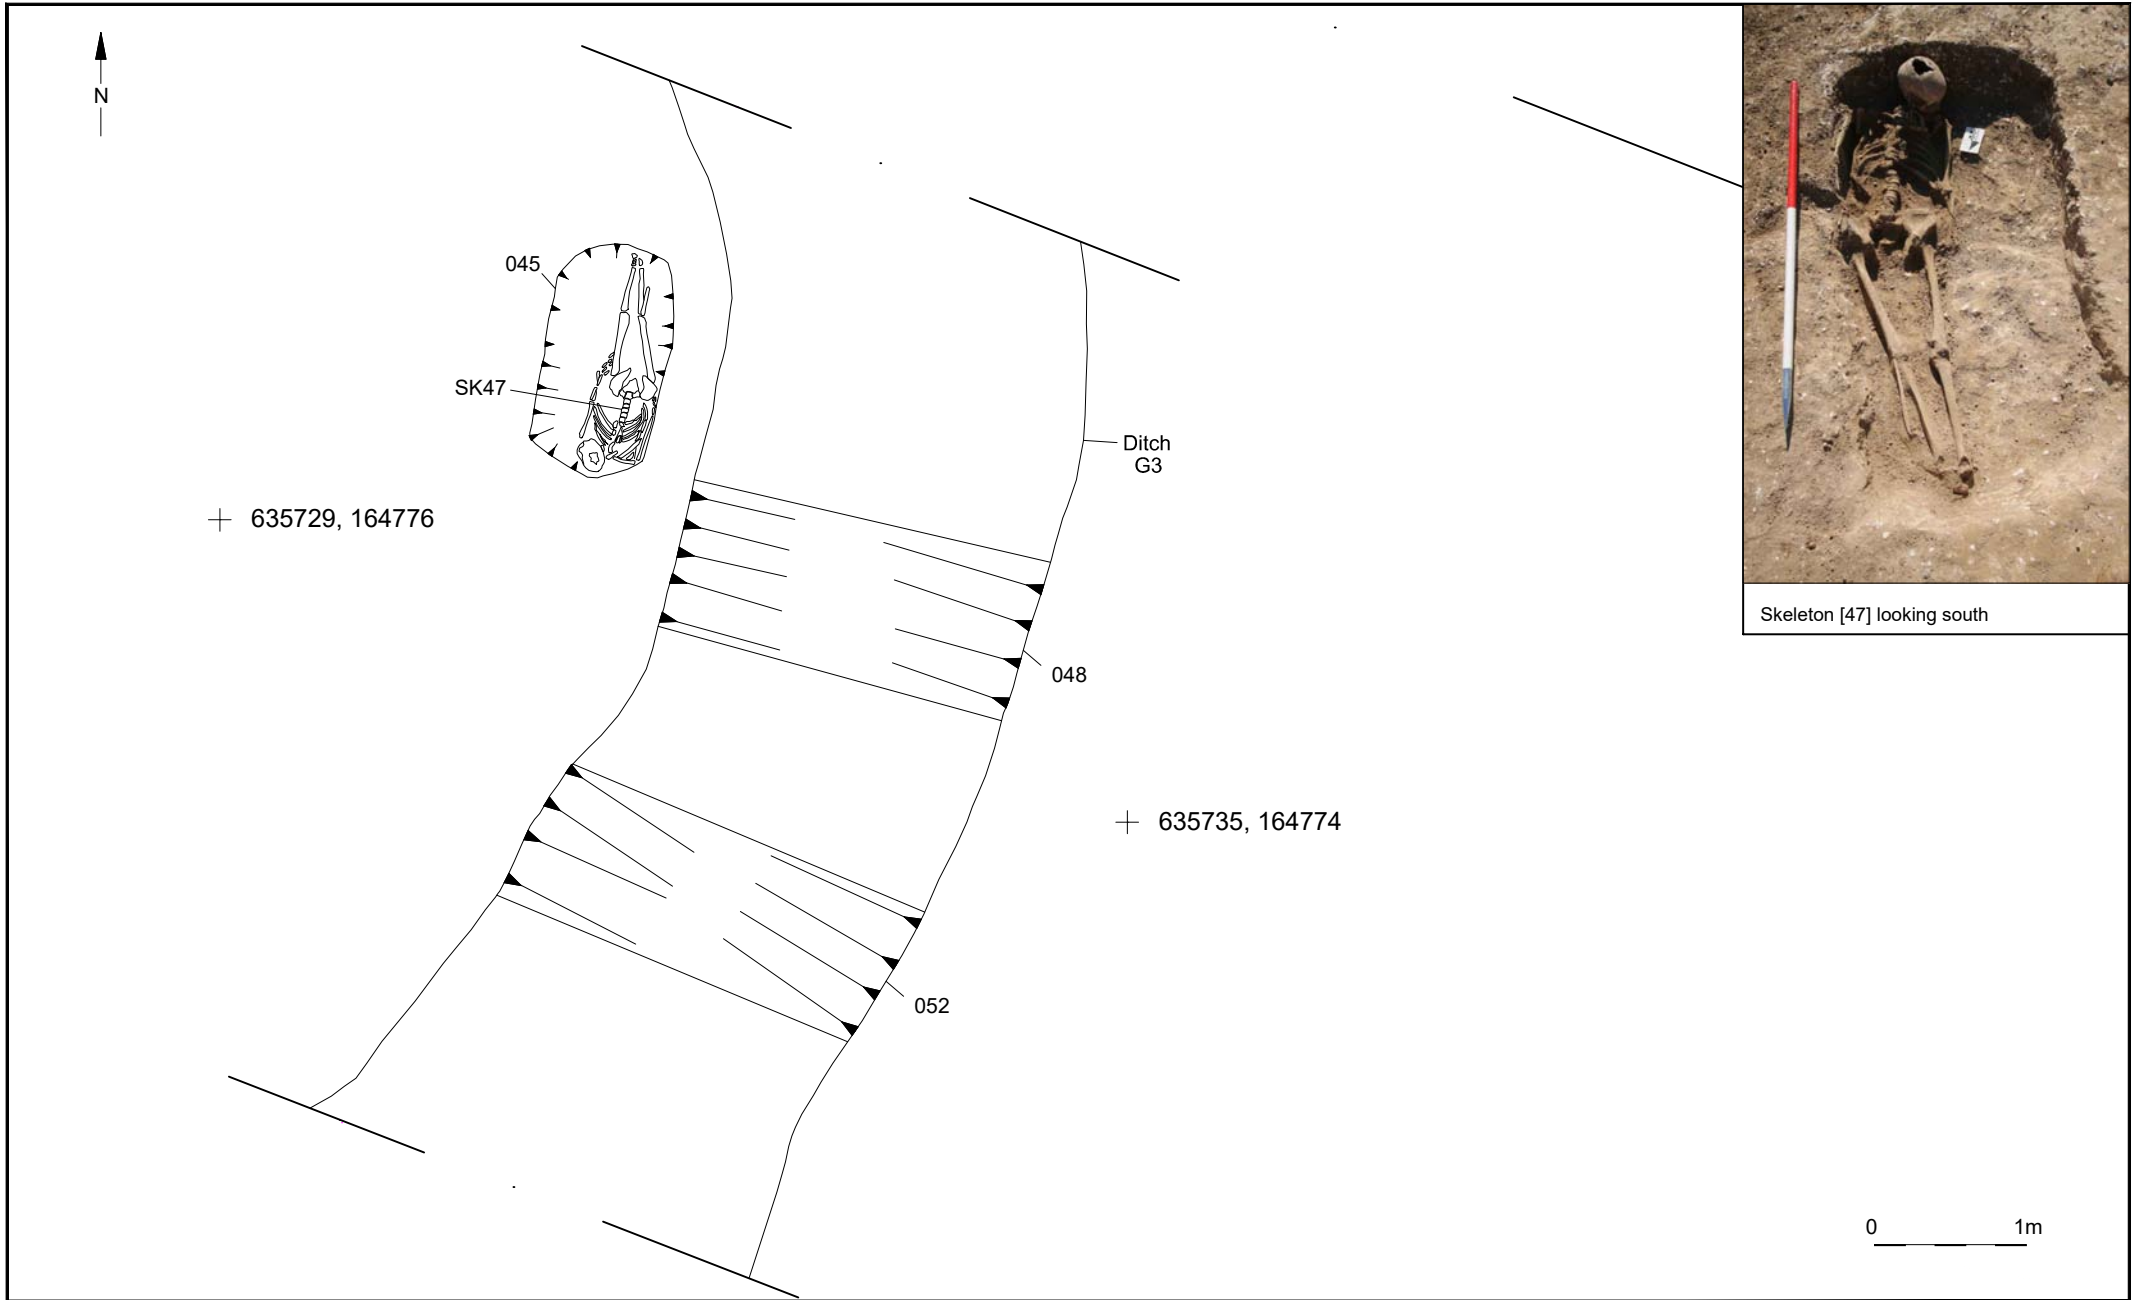 N
045
SK47
635729, 164776
Ditch
G3
048
635735, 164774
052
Skeleton [47] looking south
0 1m